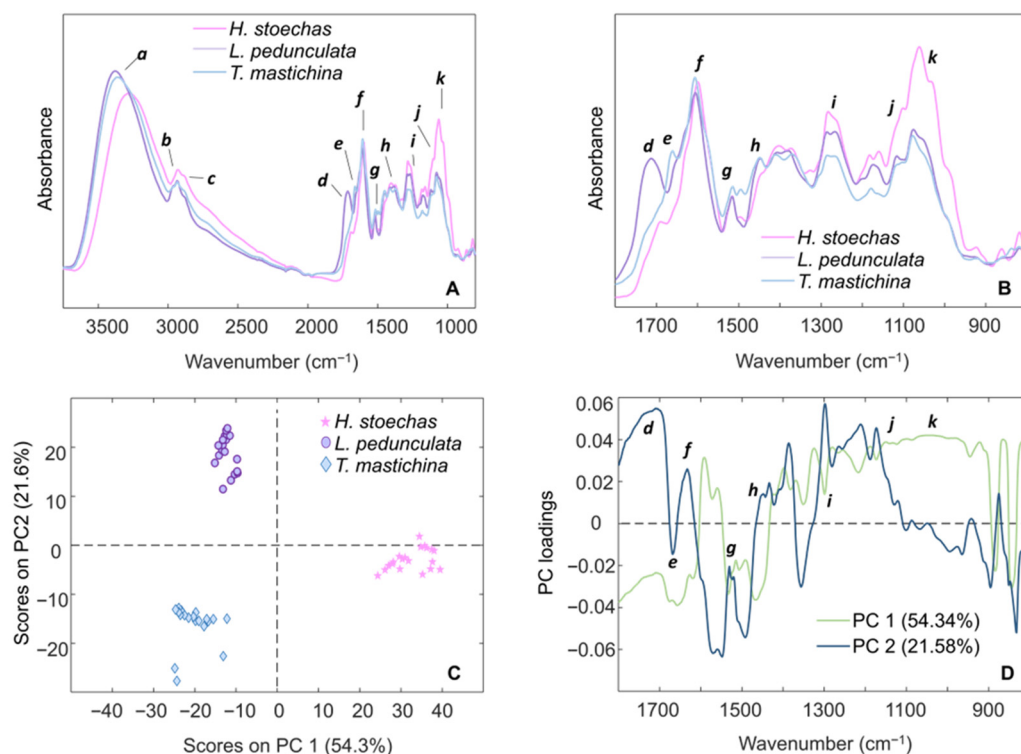 H. stoechas
L. pedunculata
T. mastichina
a
b
c
d
e
f
g
h
i
j
k
A
Absorbance
3500 3000 2500 2000 1500 1000
Wavenumber (cm⁻¹)
d
e
f
g
h
i
j
k
H. stoechas
L. pedunculata
T. mastichina
B
Absorbance
1700 1500 1300 1100 900
Wavenumber (cm⁻¹)
H. stoechas
L. pedunculata
T. mastichina
20
10
0
−10
−20
Scores on PC2 (21.6%)
C
−40 −30 −20 −10 0 10 20 30 40
Scores on PC 1 (54.3%)
0.06
0.04
0.02
0
−0.02
−0.04
−0.06
PC loadings
d
f
e
g
h
i
j
k
PC 1 (54.34%)
PC 2 (21.58%)
D
1700 1500 1300 1100 900
Wavenumber (cm⁻¹)